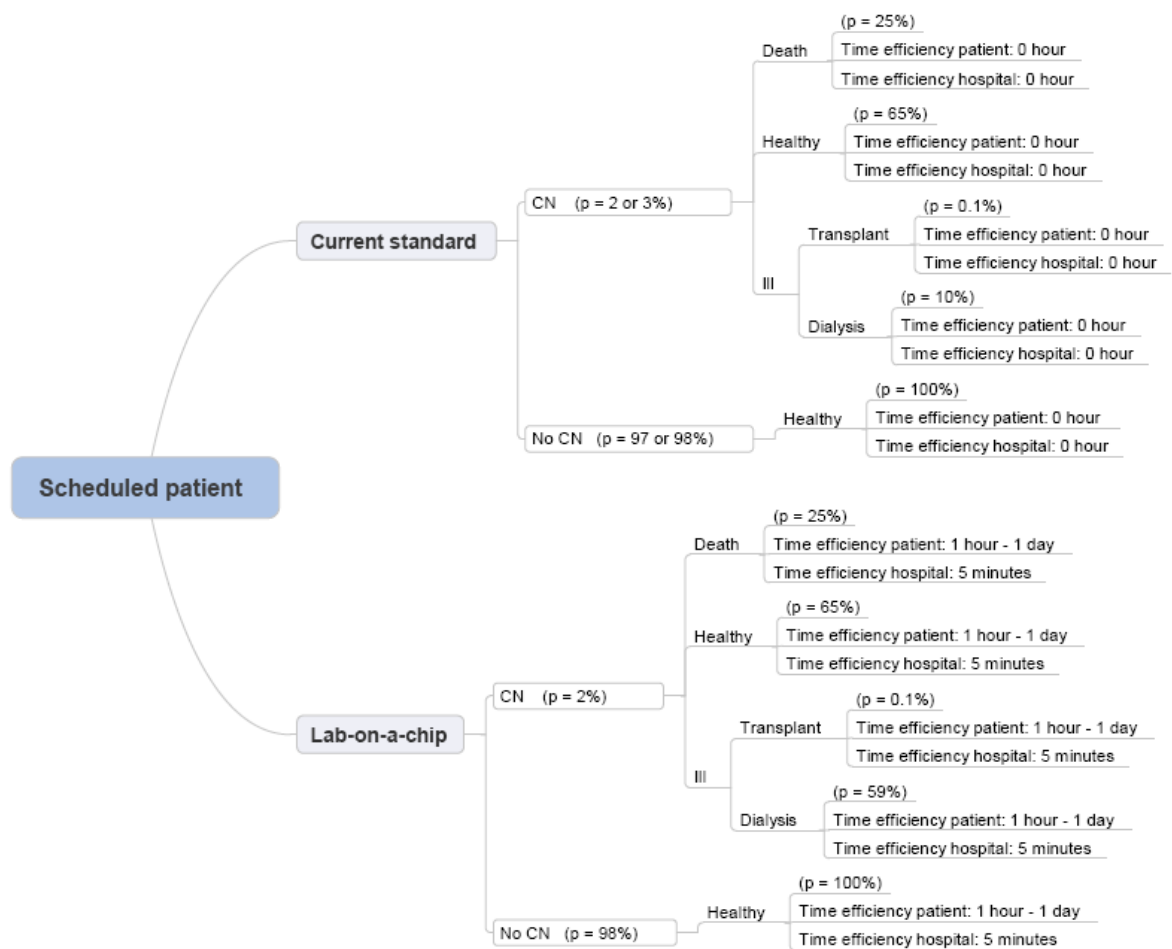 Scheduled patient
Current standard
CN (p = 2 or 3%)
Death
(p = 25%)
Time efficiency patient: 0 hour
Time efficiency hospital: 0 hour
Healthy
(p = 65%)
Time efficiency patient: 0 hour
Time efficiency hospital: 0 hour
Ill
Transplant
(p = 0.1%)
Time efficiency patient: 0 hour
Time efficiency hospital: 0 hour
Dialysis
(p = 10%)
Time efficiency patient: 0 hour
Time efficiency hospital: 0 hour
No CN (p = 97 or 98%)
Healthy
(p = 100%)
Time efficiency patient: 0 hour
Time efficiency hospital: 0 hour
Lab-on-a-chip
CN (p = 2%)
Death
(p = 25%)
Time efficiency patient: 1 hour - 1 day
Time efficiency hospital: 5 minutes
Healthy
(p = 65%)
Time efficiency patient: 1 hour - 1 day
Time efficiency hospital: 5 minutes
Ill
Transplant
(p = 0.1%)
Time efficiency patient: 1 hour - 1 day
Time efficiency hospital: 5 minutes
Dialysis
(p = 59%)
Time efficiency patient: 1 hour - 1 day
Time efficiency hospital: 5 minutes
No CN (p = 98%)
Healthy
(p = 100%)
Time efficiency patient: 1 hour - 1 day
Time efficiency hospital: 5 minutes